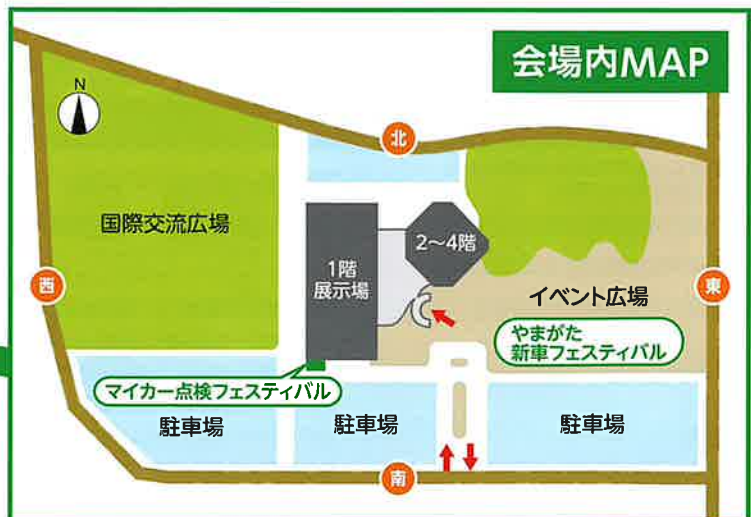 会場内MAP
N
北
国際交流広場
2〜4階
1階
展示場
西
東
イベント広場
やまがた
新車フェスティバル
マイカー点検フェスティバル
駐車場
駐車場
駐車場
南